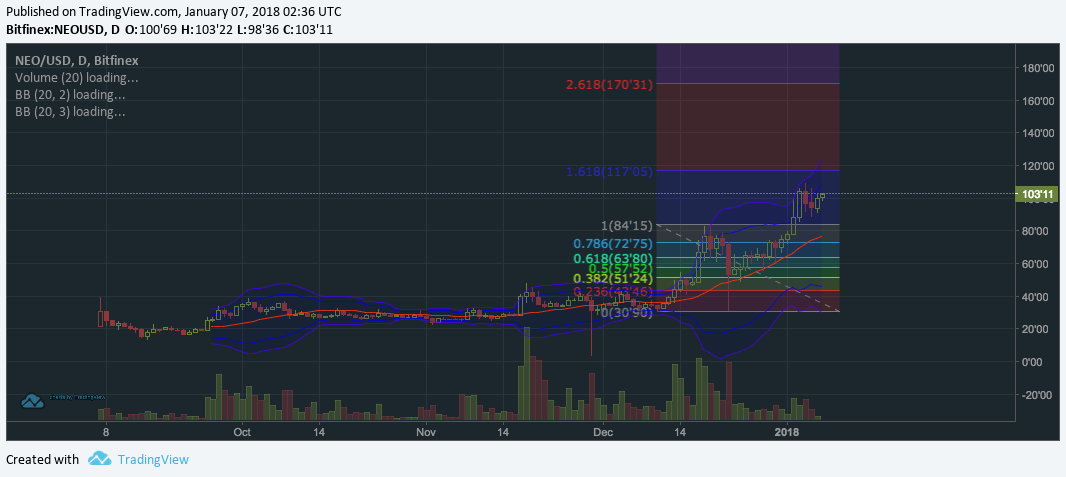 Published on TradingView.com, January 07, 2018 02:36 UTC
Bitfinex:NEOUSD, D O:100'69 H:103'22 L:98'36 C:103'11
NEO/USD, D, Bitfinex
Volume (20) loading...
BB (20, 2) loading...
BB (20, 3) loading...
180'00
2.618(170'31)
160'00
140'00
120'00
1.618(117'05)
103'11
100'00
1(84'15)
80'00
0.786(72'75)
0.618(63'80)
60'00
0.5(57'52)
0.382(51'24)
0.236(43'46)
40'00
0(30'90)
20'00
0'00
-20'00
charts by TradingView
8 Oct 14 Nov 14 Dec 14 2018
Created with TradingView